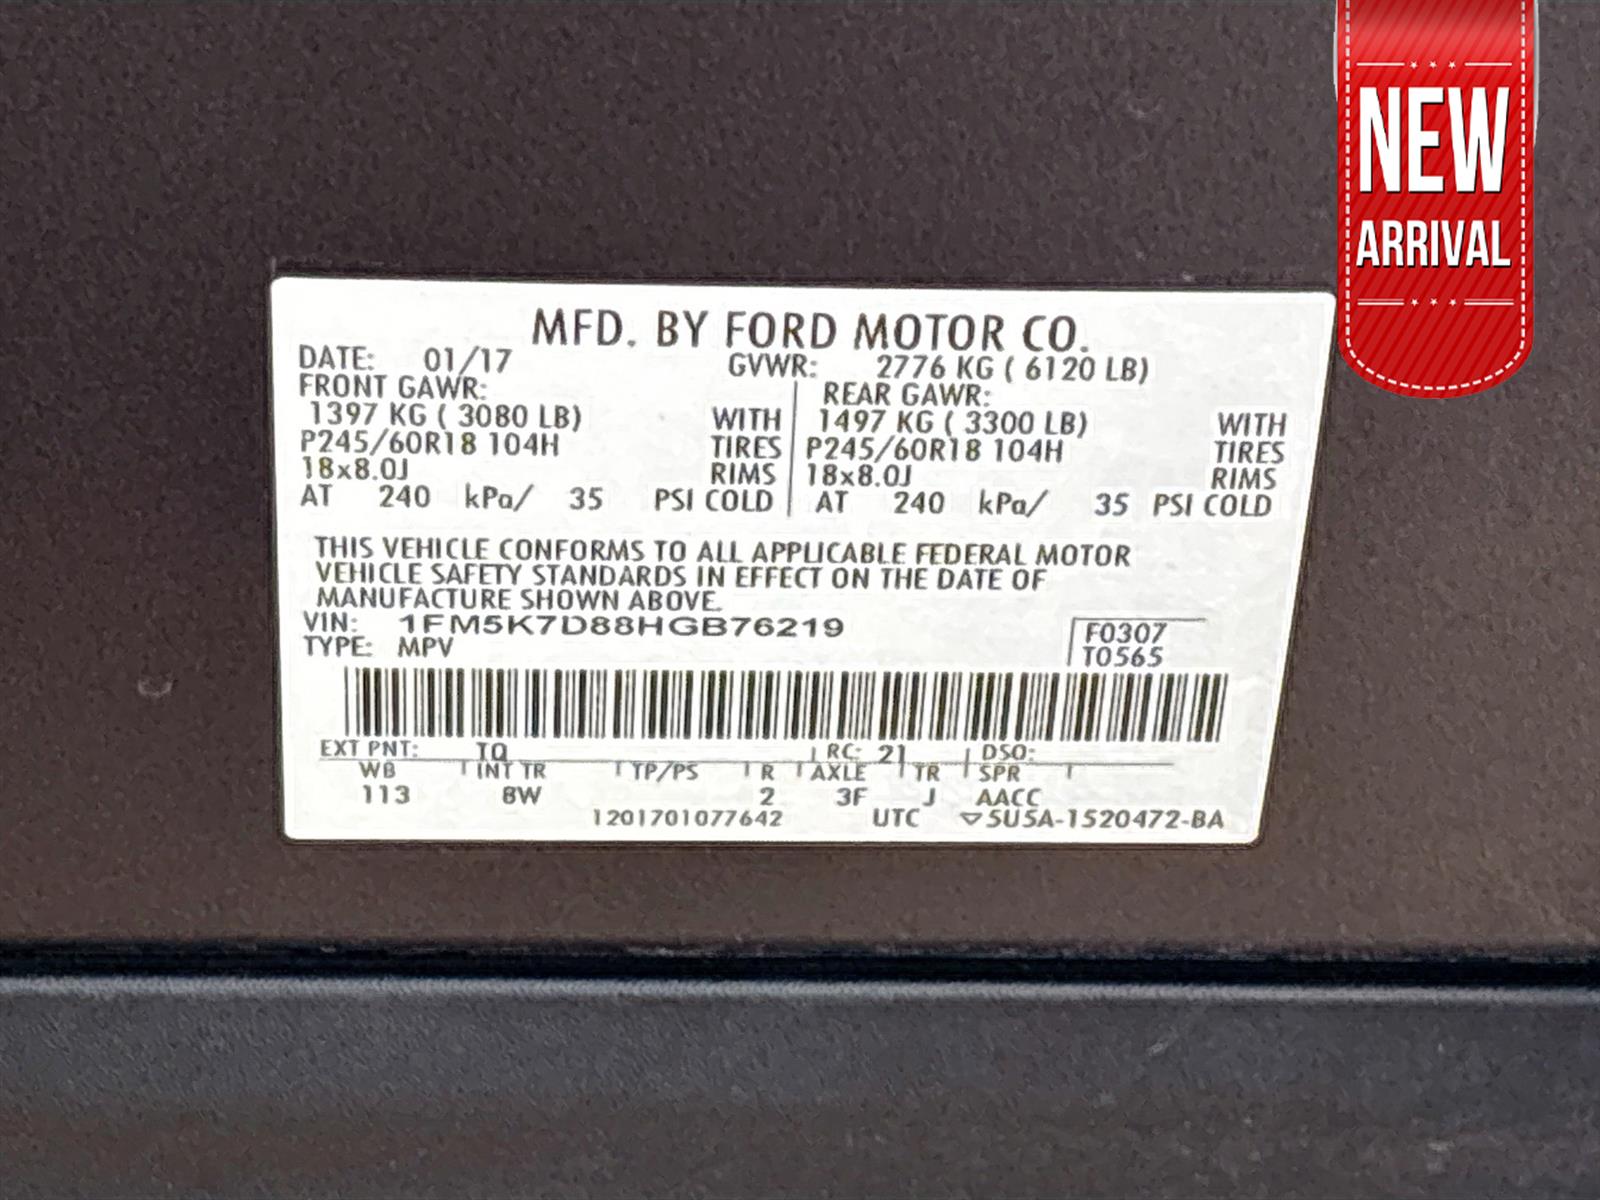 NEW
ARRIVAL
MFD. BY FORD MOTOR CO.
DATE: 01/17 GVWR: 2776 KG ( 6120 LB)
FRONT GAWR: REAR GAWR:
1397 KG ( 3080 LB) WITH 1497 KG ( 3300 LB) WITH
P245/60R18 104H TIRES P245/60R18 104H TIRES
18x8.0J RIMS 18x8.0J RIMS
AT 240 kPa/ 35 PSI COLD AT 240 kPa/ 35 PSI COLD
THIS VEHICLE CONFORMS TO ALL APPLICABLE FEDERAL MOTOR
VEHICLE SAFETY STANDARDS IN EFFECT ON THE DATE OF
MANUFACTURE SHOWN ABOVE.
VIN: 1FM5K7D88HGB76219 F0307
TYPE: MPV T0565
EXT PNT: TQ RC: 21 DSO:
WB INT TR TP/PS R AXLE TR SPR
113 8W 2 3F J AACC
1201701077642 UTC ▽5U5A-1520472-BA